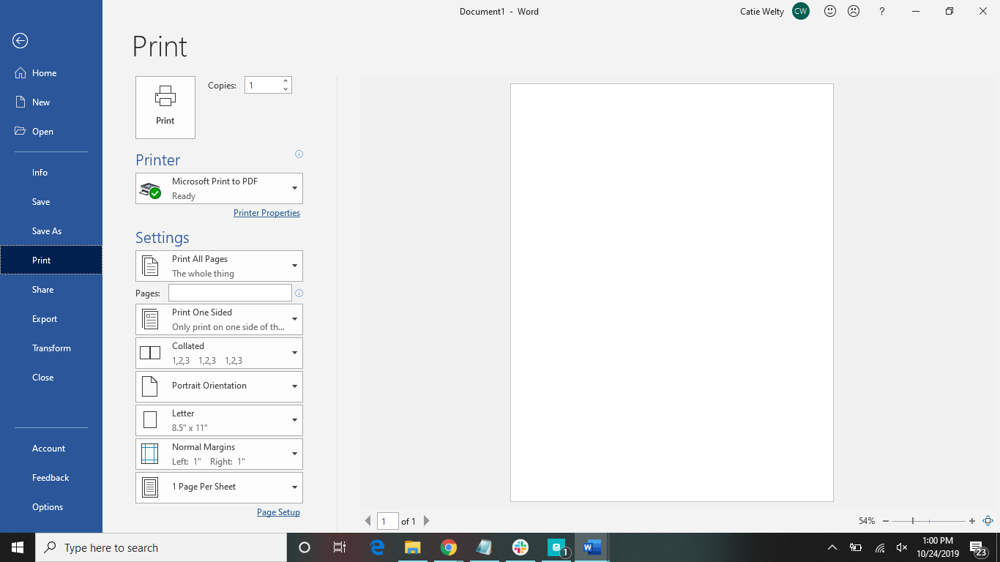 Document1 - Word
Catie Welty
CW
?
Print
Home
New
Open
Info
Save
Save As
Print
Share
Export
Transform
Close
Account
Feedback
Options
Print
Copies:
1
Printer
Microsoft Print to PDF
Ready
Printer Properties
Settings
Print All Pages
The whole thing
Pages:
Print One Sided
Only print on one side of th...
Collated
1,2,3 1,2,3 1,2,3
Portrait Orientation
Letter
8.5" x 11"
Normal Margins
Left: 1" Right: 1"
1 Page Per Sheet
Page Setup
1 of 1
54%
Type here to search
1
1:00 PM
10/24/2019
23